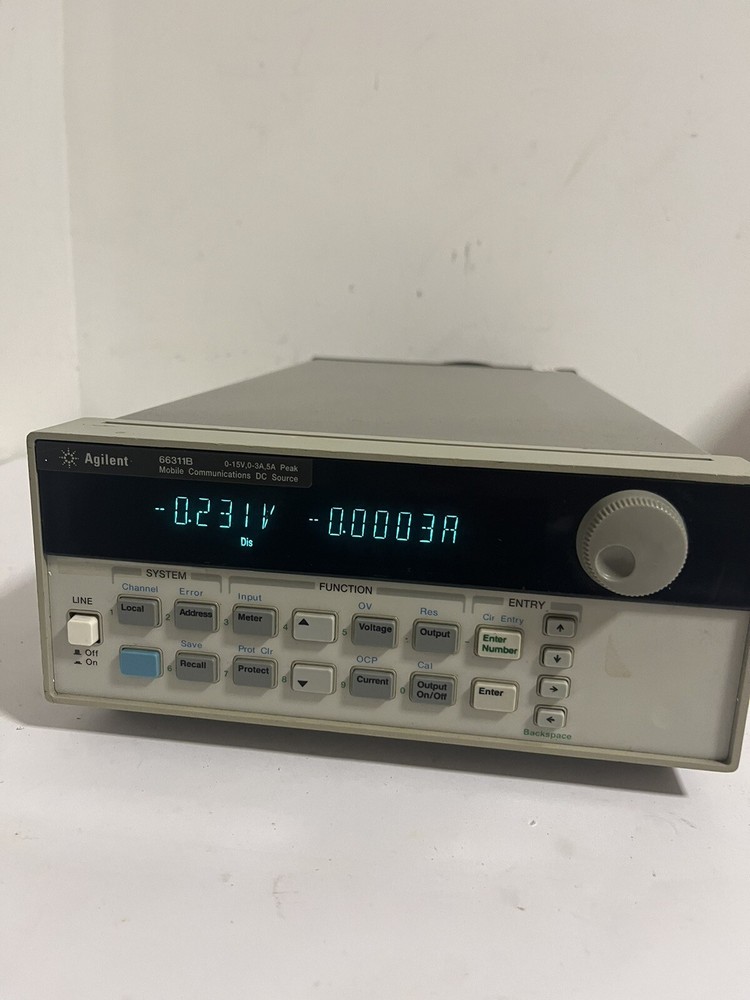 Agilent 66311B 0-15V,0-3A,5A Peak
Mobile Communications DC Source
-0.231V -0.0003A
Dis
SYSTEM FUNCTION ENTRY
Channel Error Input OV Res Clr Entry
LINE
1 Local 2 Address 3 Meter 4 5 Voltage - Output . Enter Number
Off
On
Save Prot Clr OCP Cal
6 Recall 7 Protect 8 9 Current 0 Output On/Off Enter
Backspace